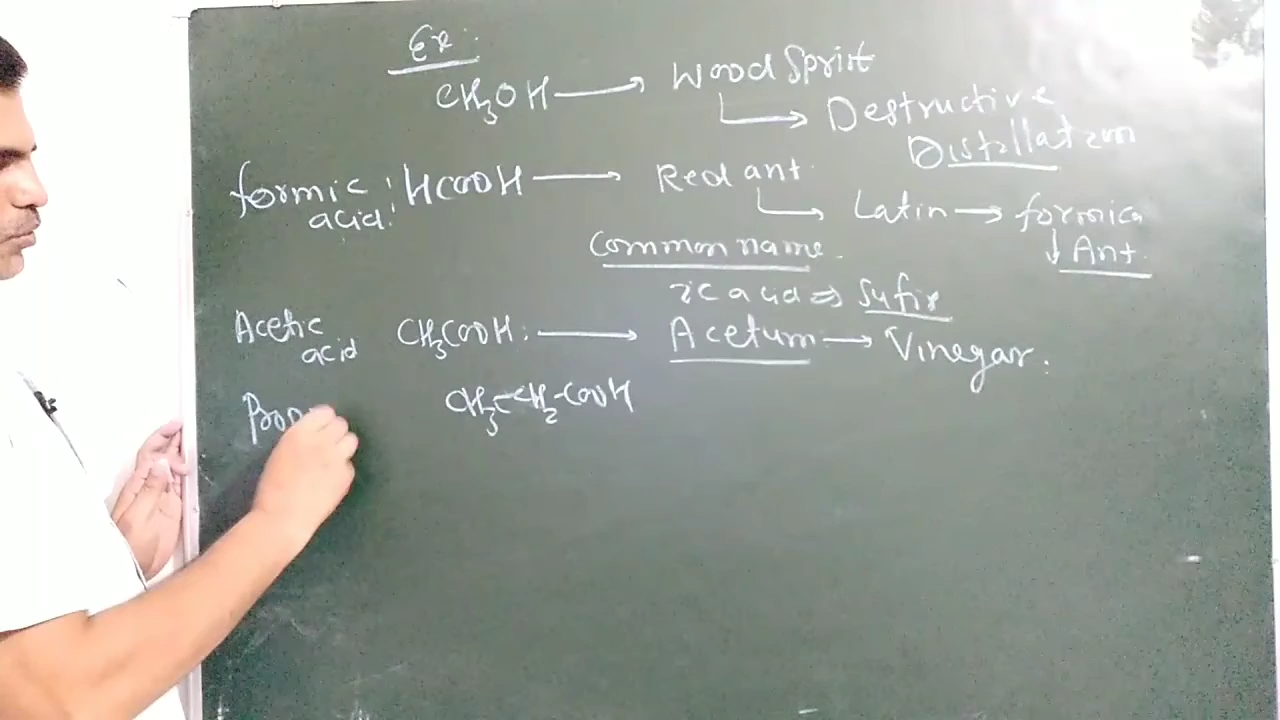 Ex:
CH₃OH → Wood Sprit
↳ Destructive
Distillation
formic acid: HCOOH → Red ant.
↳ Latin → formica
↓ Ant.
Common name.
ic acid ⇒ Sufix
Acetic acid CH₃COOH: → Acetum → Vinegar.
Prop CH₃-CH₂-COOH